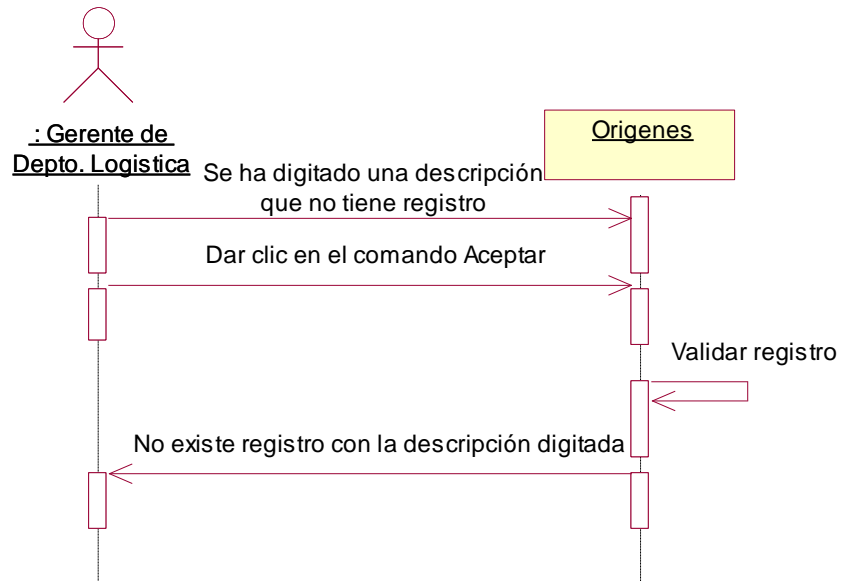 : Gerente de
Depto. Logistica
Origenes
Se ha digitado una descripción
que no tiene registro
Dar clic en el comando Aceptar
Validar registro
No existe registro con la descripción digitada